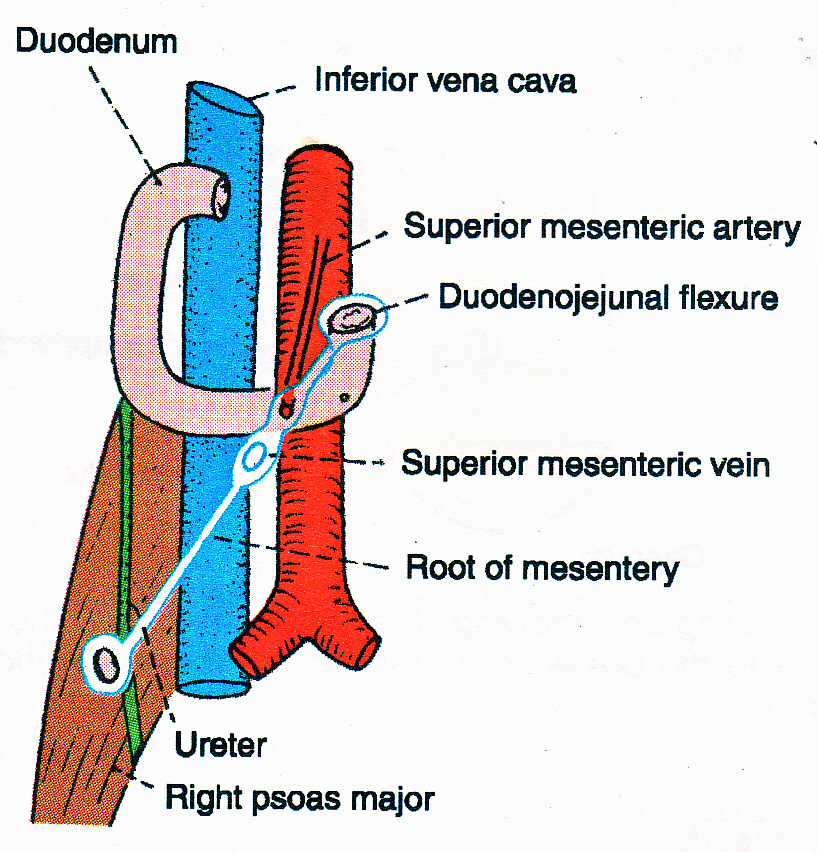 Duodenum
Inferior vena cava
Superior mesenteric artery
Duodenojejunal flexure
Superior mesenteric vein
Root of mesentery
Ureter
Right psoas major